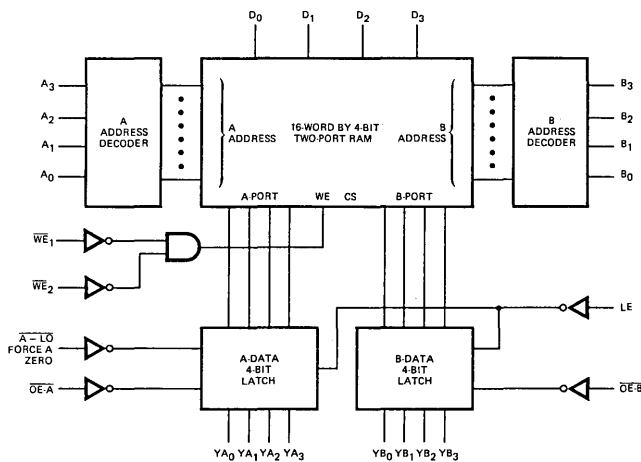 D0 D1 D2 D3
A3
A2
A1
A0
A
ADDRESS
DECODER
A
ADDRESS
16-WORD BY 4-BIT
TWO-PORT RAM
B
ADDRESS
B
ADDRESS
DECODER
B3
B2
B1
B0
A-PORT WE CS B-PORT
WE1
WE2
A – LO
FORCE A
ZERO
OE-A
A-DATA
4-BIT
LATCH
B-DATA
4-BIT
LATCH
LE
OE-B
YA0 YA1 YA2 YA3 YB0 YB1 YB2 YB3